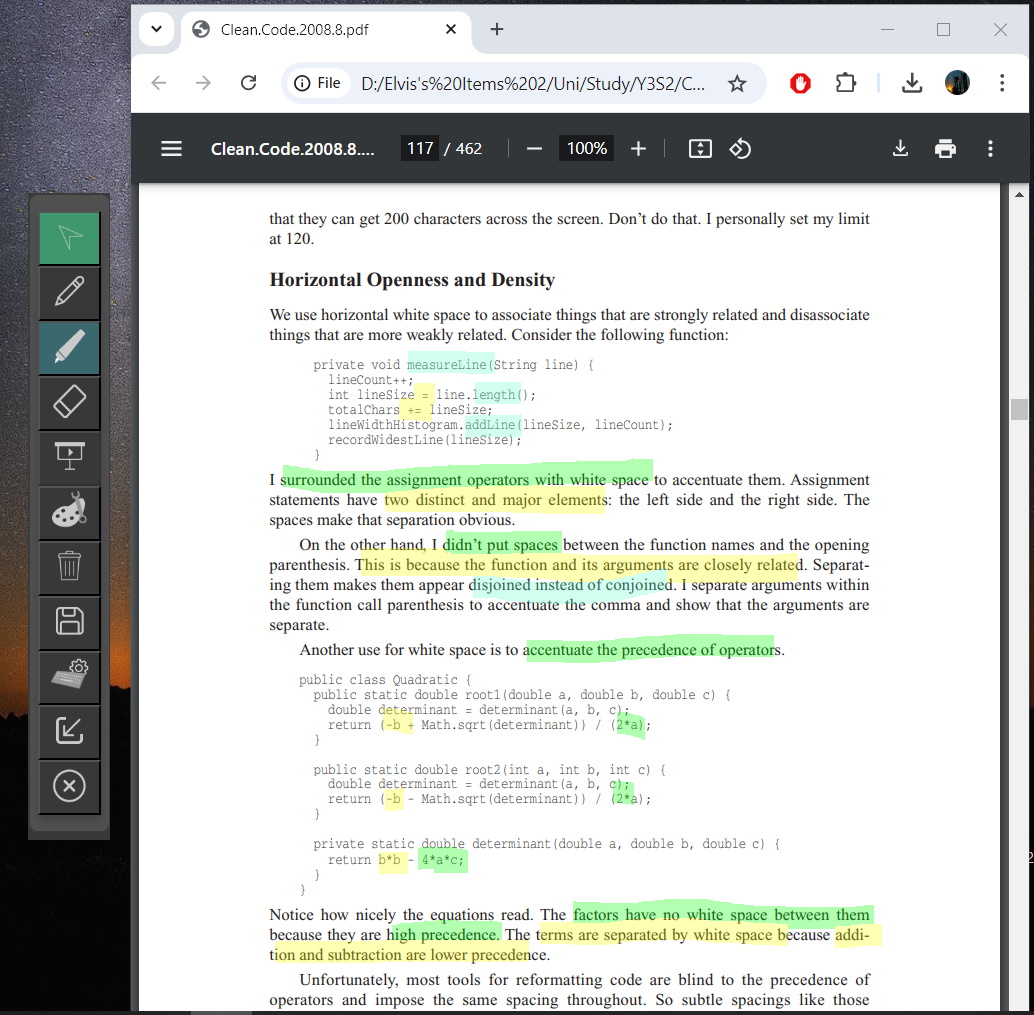 Clean.Code.2008.8.pdf
File
D:/Elvis's%20Items%202/Uni/Study/Y3S2/C...
Clean.Code.2008.8....
117 / 462
100%
that they can get 200 characters across the screen. Don’t do that. I personally set my limit
at 120.
Horizontal Openness and Density
We use horizontal white space to associate things that are strongly related and disassociate
things that are more weakly related. Consider the following function:
private void measureLine(String line) {
lineCount++;
int lineSize = line.length();
totalChars += lineSize;
lineWidthHistogram.addLine(lineSize, lineCount);
recordWidestLine(lineSize);
}
I surrounded the assignment operators with white space to accentuate them. Assignment
statements have two distinct and major elements: the left side and the right side. The
spaces make that separation obvious.
On the other hand, I didn’t put spaces between the function names and the opening
parenthesis. This is because the function and its arguments are closely related. Separat-
ing them makes them appear disjoined instead of conjoined. I separate arguments within
the function call parenthesis to accentuate the comma and show that the arguments are
separate.
Another use for white space is to accentuate the precedence of operators.
public class Quadratic {
public static double root1(double a, double b, double c) {
double determinant = determinant(a, b, c);
return (-b + Math.sqrt(determinant)) / (2*a);
}
public static double root2(int a, int b, int c) {
double determinant = determinant(a, b, c);
return (-b - Math.sqrt(determinant)) / (2*a);
}
private static double determinant(double a, double b, double c) {
return b*b - 4*a*c;
}
}
Notice how nicely the equations read. The factors have no white space between them
because they are high precedence. The terms are separated by white space because addi-
tion and subtraction are lower precedence.
Unfortunately, most tools for reformatting code are blind to the precedence of
operators and impose the same spacing throughout. So subtle spacings like those
2